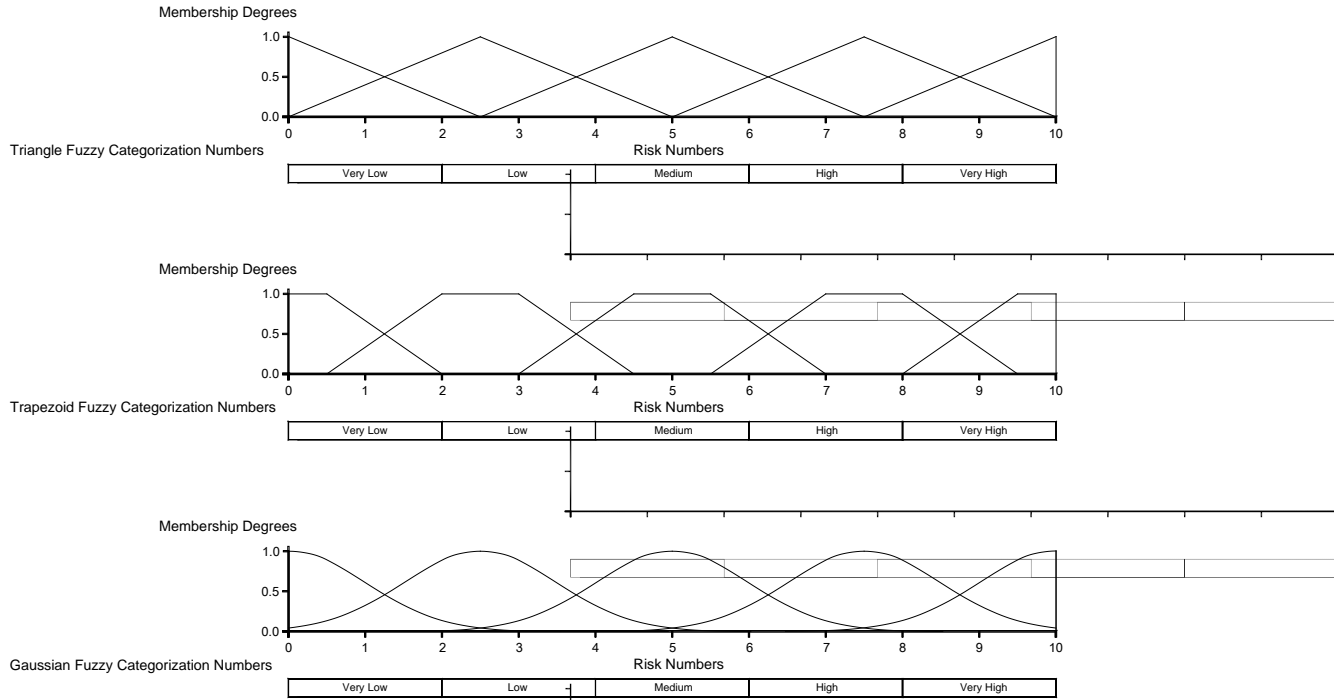 Membership Degrees
1.0
0.5
0.0
0 1 2 3 4 5 6 7 8 9 10
Triangle Fuzzy Categorization Numbers Risk Numbers
Very Low Low Medium High Very High
Membership Degrees
1.0
0.5
0.0
0 1 2 3 4 5 6 7 8 9 10
Trapezoid Fuzzy Categorization Numbers Risk Numbers
Very Low Low Medium High Very High
Membership Degrees
1.0
0.5
0.0
0 1 2 3 4 5 6 7 8 9 10
Gaussian Fuzzy Categorization Numbers Risk Numbers
Very Low Low Medium High Very High